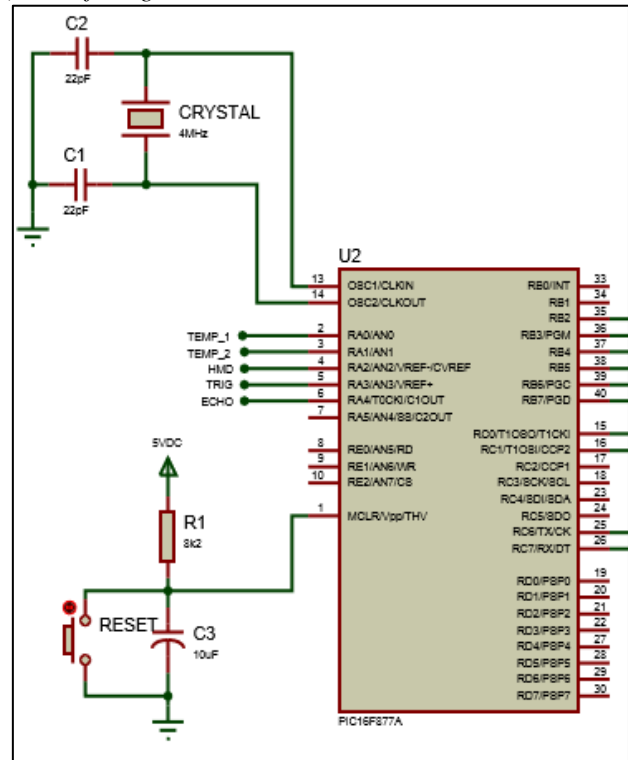 C2
22pF
CRYSTAL
4MHz
C1
22pF
U2
13 OSC1/CLKIN
14 OSC2/CLKOUT
TEMP_1 2 RA0/AN0
TEMP_2 3 RA1/AN1
HMD 4 RA2/AN2/VREF-/CVREF
TRIG 5 RA3/AN3/VREF+
ECHO 6 RA4/T0CKI/C1OUT
7 RA5/AN4/SS/C2OUT
8 RE0/AN5/RD
9 RE1/AN6/WR
10 RE2/AN7/CS
1 MCLR/Vpp/THV
RB0/INT 33
RB1 34
RB2 35
RB3/PGM 36
RB4 37
RB5 38
RB6/PGC 39
RB7/PGD 40
RC0/T1OSO/T1CKI 15
RC1/T1OSI/CCP2 16
RC2/CCP1 17
RC3/SCK/SCL 18
RC4/SDI/SDA 23
RC5/SDO 24
RC6/TX/CK 25
RC7/RX/DT 26
RD0/PSP0 19
RD1/PSP1 20
RD2/PSP2 21
RD3/PSP3 22
RD4/PSP4 27
RD5/PSP5 28
RD6/PSP6 29
RD7/PSP7 30
PIC16F877A
5VDC
R1
8k2
RESET
C3
10uF